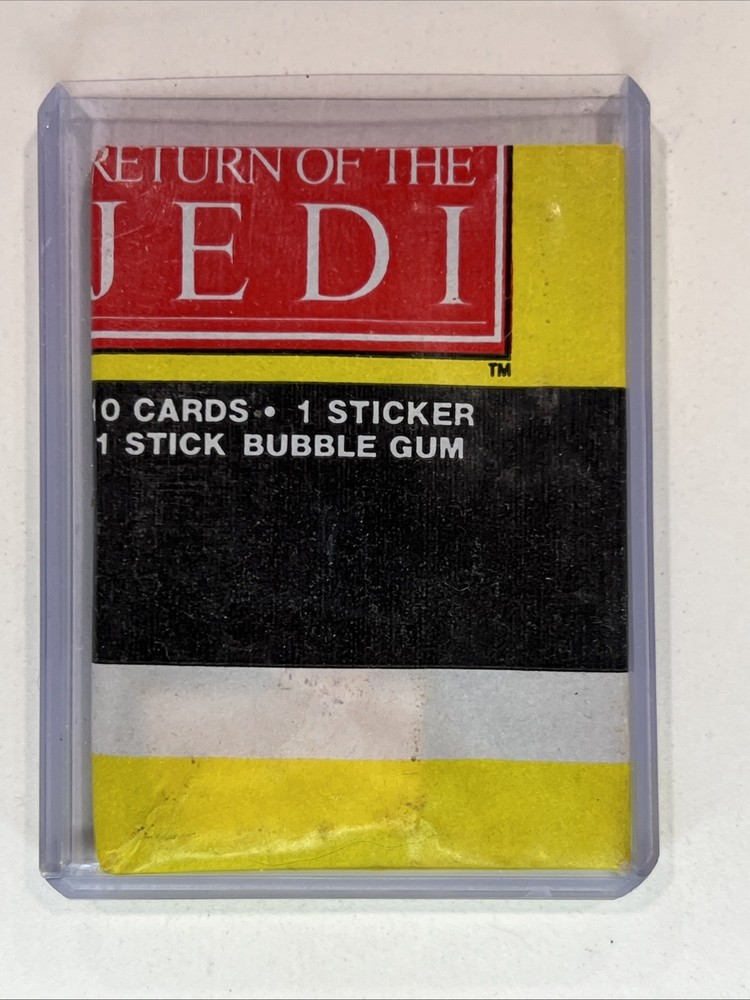 RETURN OF THE
JEDI
TM
10 CARDS • 1 STICKER
1 STICK BUBBLE GUM